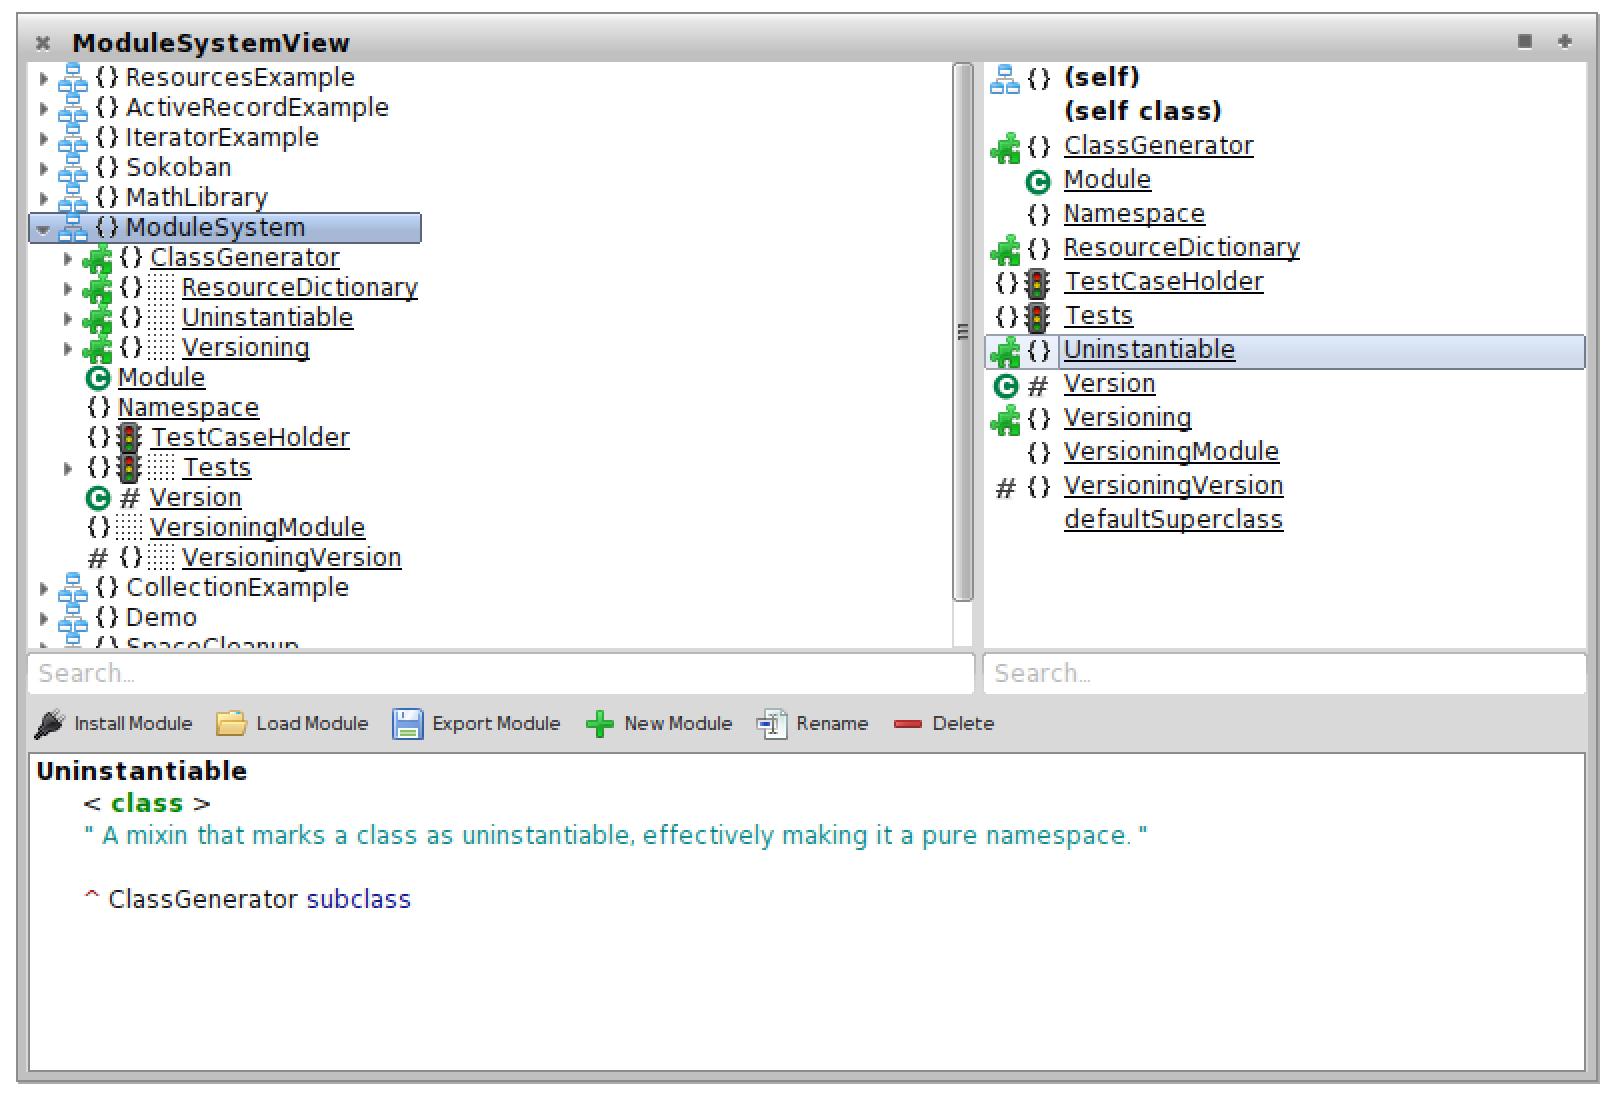 ModuleSystemView
{} ResourcesExample
{} ActiveRecordExample
{} IteratorExample
{} Sokoban
{} MathLibrary
{} ModuleSystem
{} ClassGenerator
{} ResourceDictionary
{} Uninstantiable
{} Versioning
C Module
{} Namespace
{} TestCaseHolder
{} Tests
C # Version
{} VersioningModule
# {} VersioningVersion
{} CollectionExample
{} Demo
{} SpaceCleanup
Search...
{} (self)
(self class)
{} ClassGenerator
C Module
{} Namespace
{} ResourceDictionary
{} TestCaseHolder
{} Tests
{} Uninstantiable
C # Version
{} Versioning
{} VersioningModule
# {} VersioningVersion
defaultSuperclass
Search...
Install Module Load Module Export Module New Module Rename Delete
Uninstantiable
< class >
" A mixin that marks a class as uninstantiable, effectively making it a pure namespace. "
^ ClassGenerator subclass